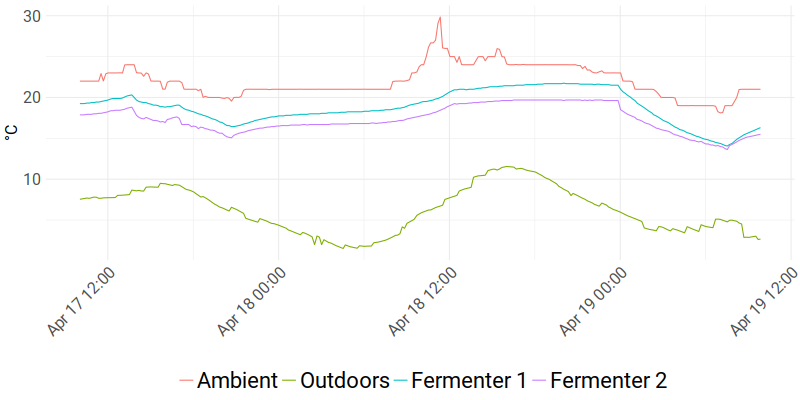 30
20
10
°C
Apr 17 12:00
Apr 18 00:00
Apr 18 12:00
Apr 19 00:00
Apr 19 12:00
Ambient Outdoors Fermenter 1 Fermenter 2